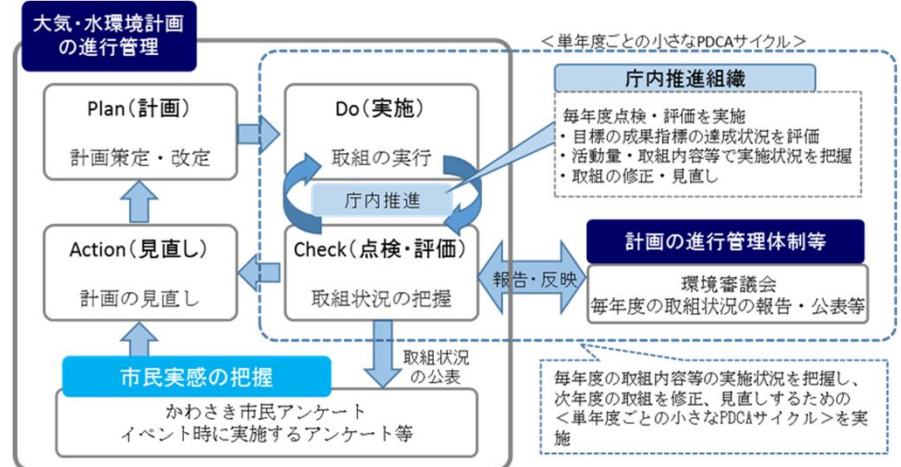 大気・水環境計画
の進行管理
＜単年度ごとの小さなPDCAサイクル＞
庁内推進組織
毎年度点検・評価を実施
・目標の成果指標の達成状況を評価
・活動量・取組内容等で実施状況を把握
・取組の修正・見直し
Plan（計画）
計画策定・改定
Do（実施）
取組の実行
庁内推進
Action（見直し）
計画の見直し
Check（点検・評価）
取組状況の把握
報告・反映
計画の進行管理体制等
環境審議会
毎年度の取組状況の報告・公表等
取組状況
の公表
市民実感の把握
かわさき市民アンケート
イベント時に実施するアンケート等
毎年度の取組内容等の実施状況を把握し、
次年度の取組を修正、見直しするための
＜単年度ごとの小さなPDCAサイクル＞を実
施